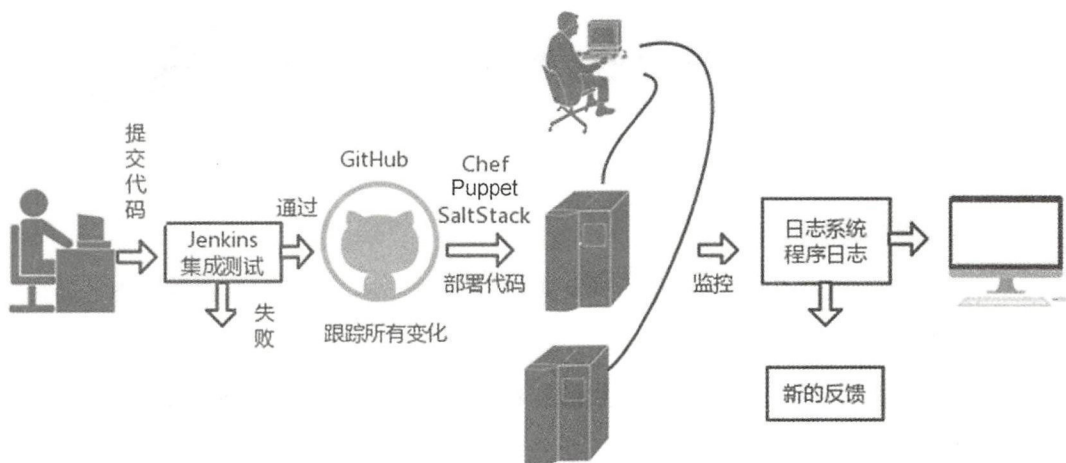 提交代码
Jenkins
集成测试
失败
通过
GitHub
跟踪所有变化
Chef
Puppet
SaltStack
部署代码
监控
日志系统
程序日志
新的反馈